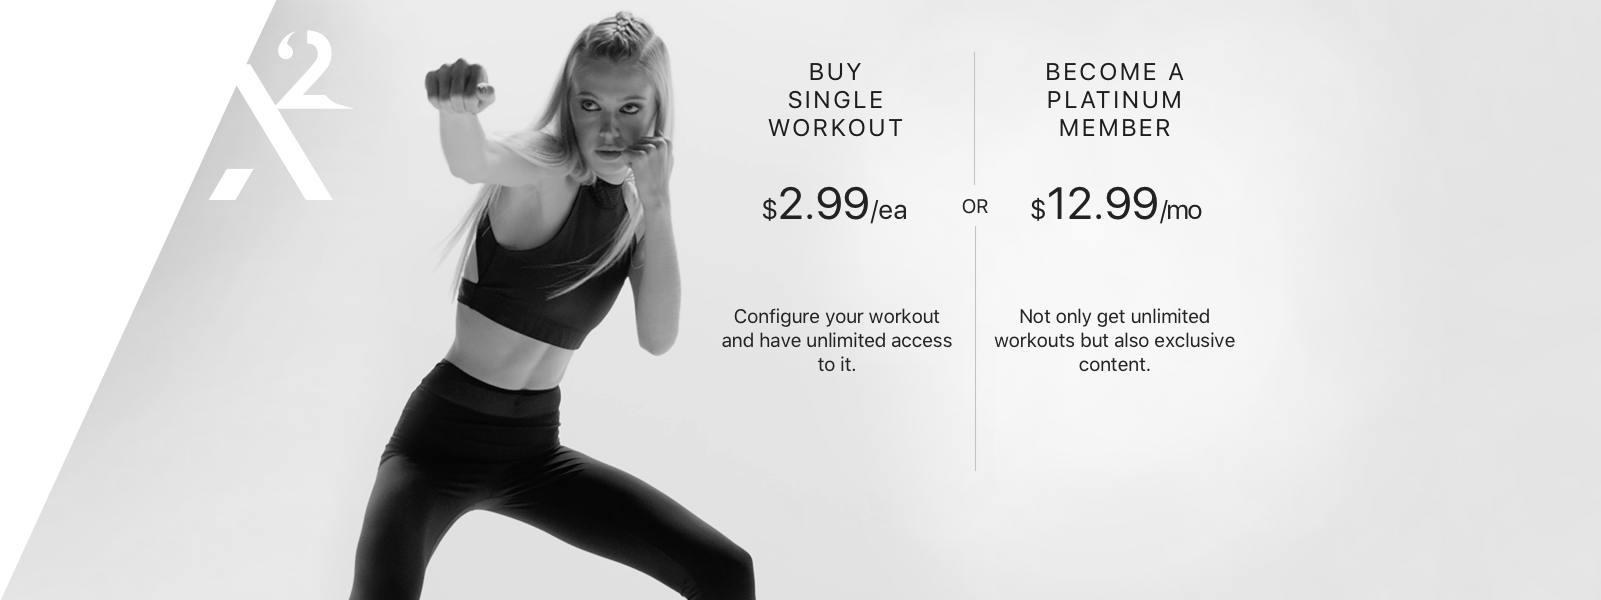 X2
BUY
SINGLE
WORKOUT
$2.99/ea
Configure your workout
and have unlimited access
to it.
OR
BECOME A
PLATINUM
MEMBER
$12.99/mo
Not only get unlimited
workouts but also exclusive
content.